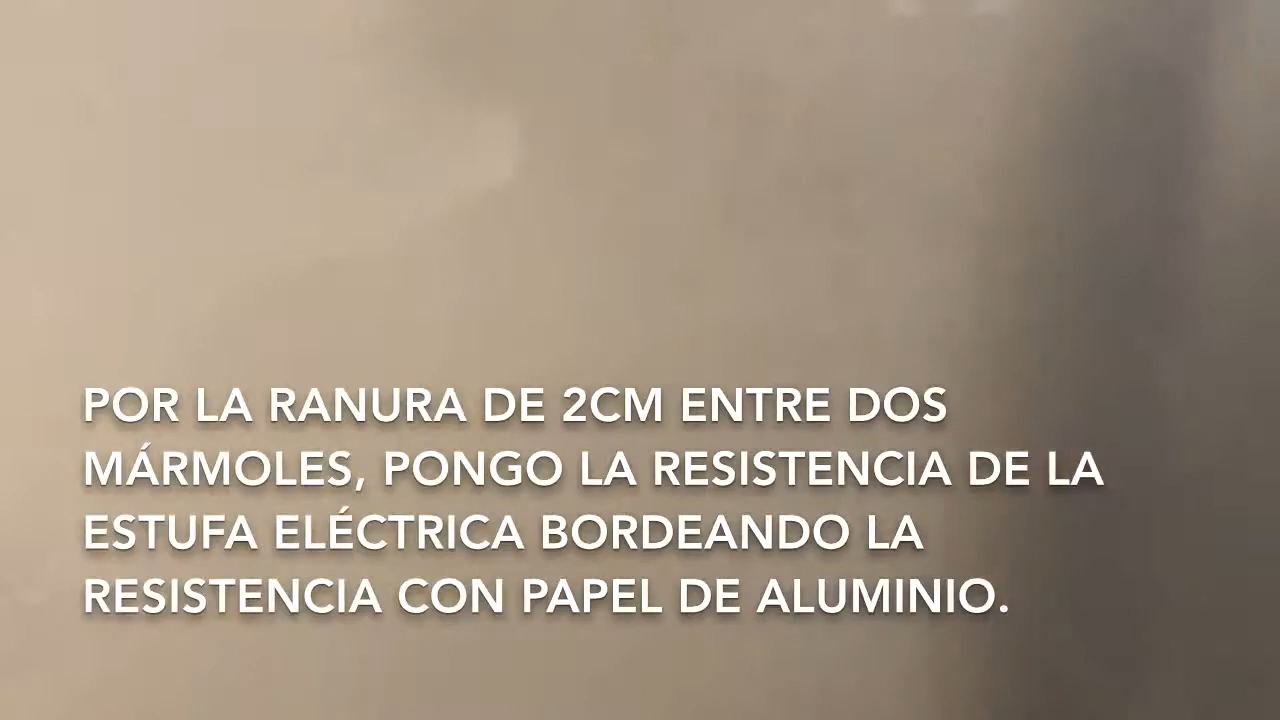 POR LA RANURA DE 2CM ENTRE DOS
MÁRMOLES, PONGO LA RESISTENCIA DE LA
ESTUFA ELÉCTRICA BORDEANDO LA
RESISTENCIA CON PAPEL DE ALUMINIO.